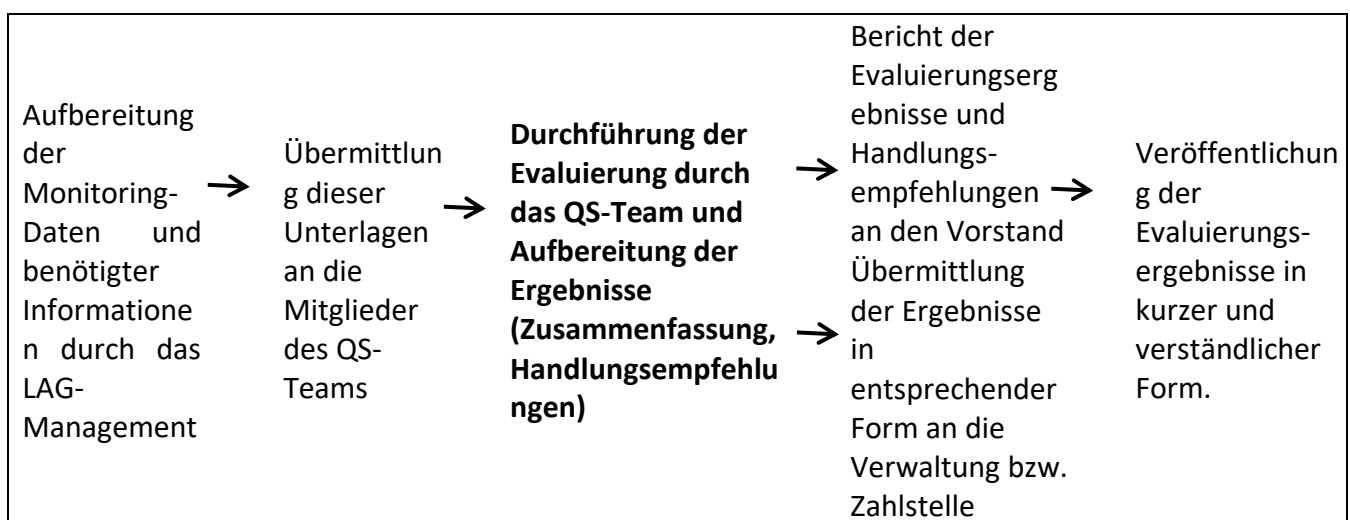 Aufbereitung
der
Monitoring-
Daten und
benötigter
Informatione
n durch das
LAG-
Management
Übermittlun
g dieser
Unterlagen
an die
Mitglieder
des QS-
Teams
Durchführung der
Evaluierung durch
das QS-Team und
Aufbereitung der
Ergebnisse
(Zusammenfassung,
Handlungsempfehlu
ngen)
Bericht der
Evaluierungserg
ebnisse und
Handlungs-
empfehlungen
an den Vorstand
Übermittlung
der Ergebnisse
in
entsprechender
Form an die
Verwaltung bzw.
Zahlstelle
Veröffentlichun
g der
Evaluierungs-
ergebnisse in
kurzer und
verständlicher
Form.